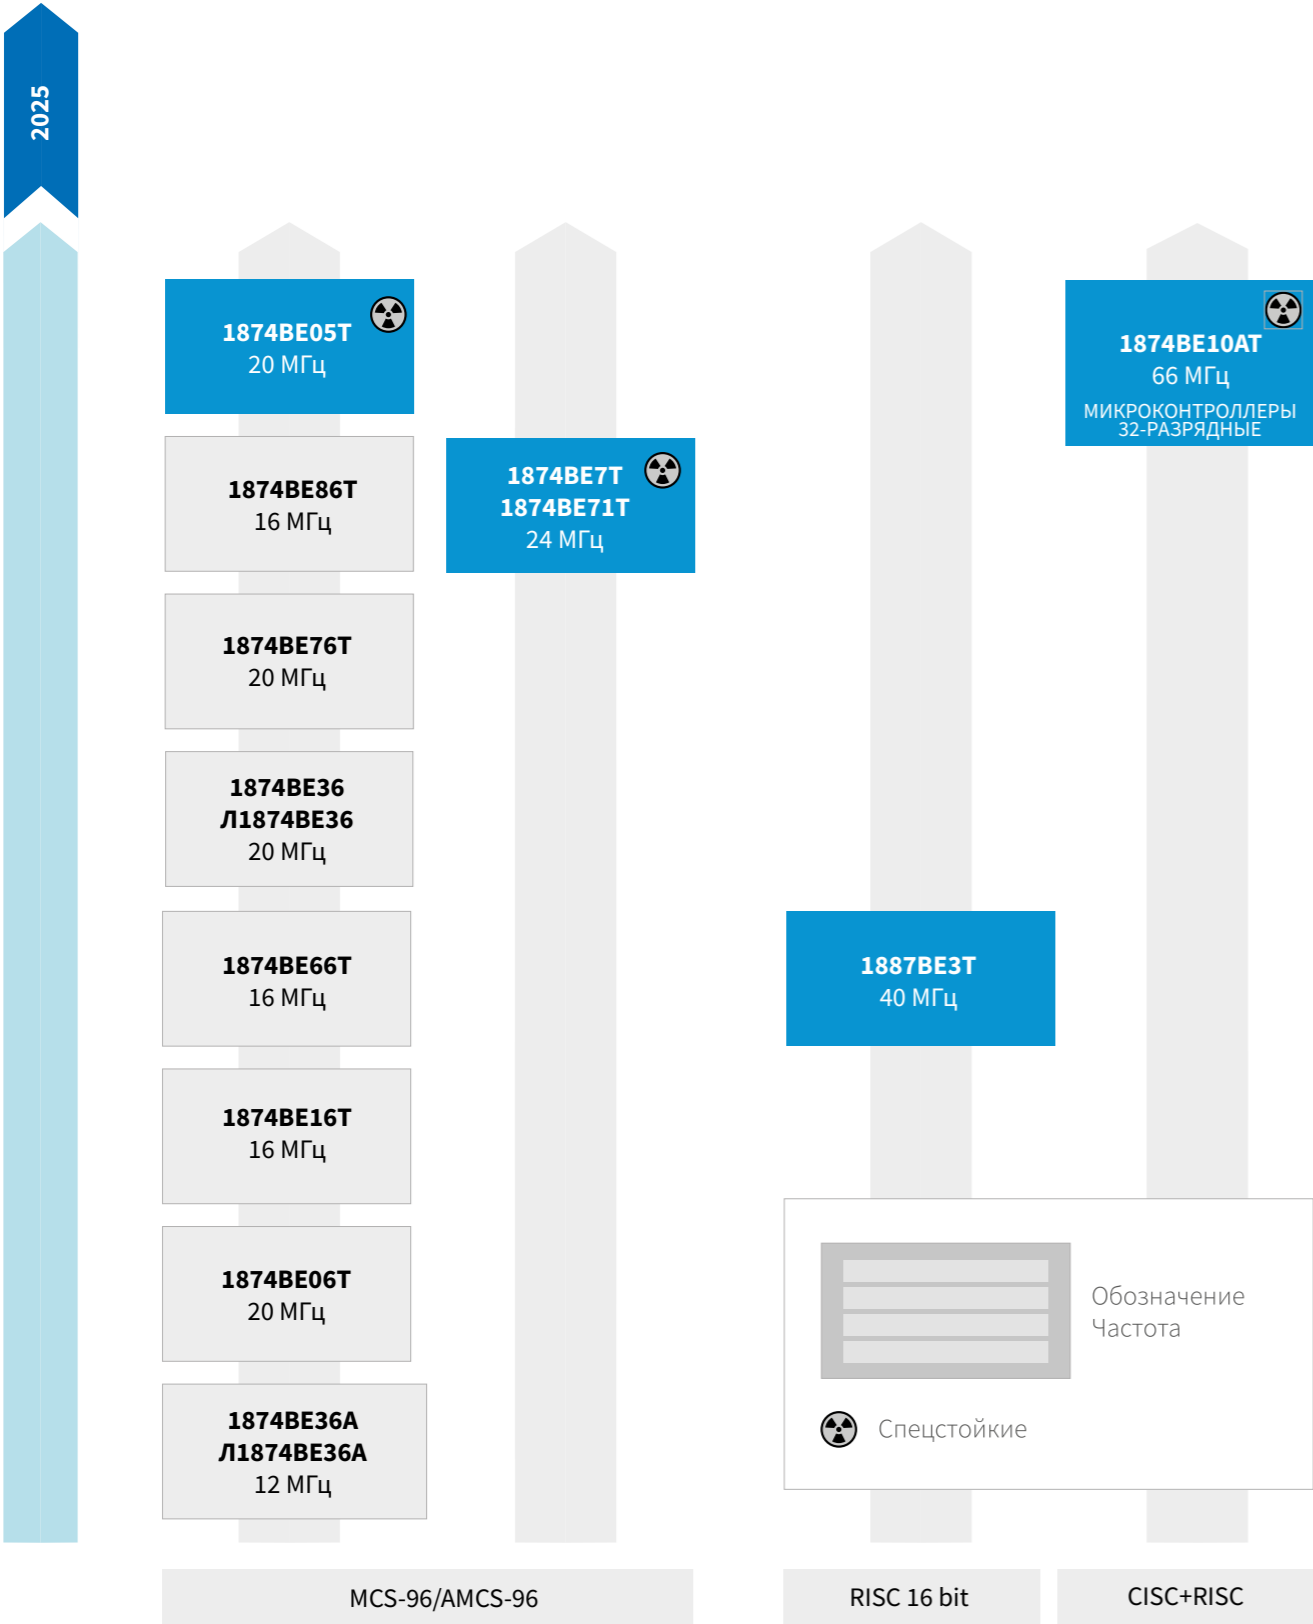 2025
1874ВЕ05Т
20 МГц
1874ВЕ86Т
16 МГц
1874ВЕ76Т
20 МГц
1874ВЕ36
Л1874ВЕ36
20 МГц
1874ВЕ66Т
16 МГц
1874ВЕ16Т
16 МГц
1874ВЕ06Т
20 МГц
1874ВЕ36А
Л1874ВЕ36А
12 МГц
1874ВЕ7Т
1874ВЕ71Т
24 МГц
1887ВЕ3Т
40 МГц
1874ВЕ10АТ
66 МГц
МИКРОКОНТРОЛЛЕРЫ
32-РАЗРЯДНЫЕ
Обозначение
Частота
Спецстойкие
MCS-96/AMCS-96
RISC 16 bit
CISC+RISC